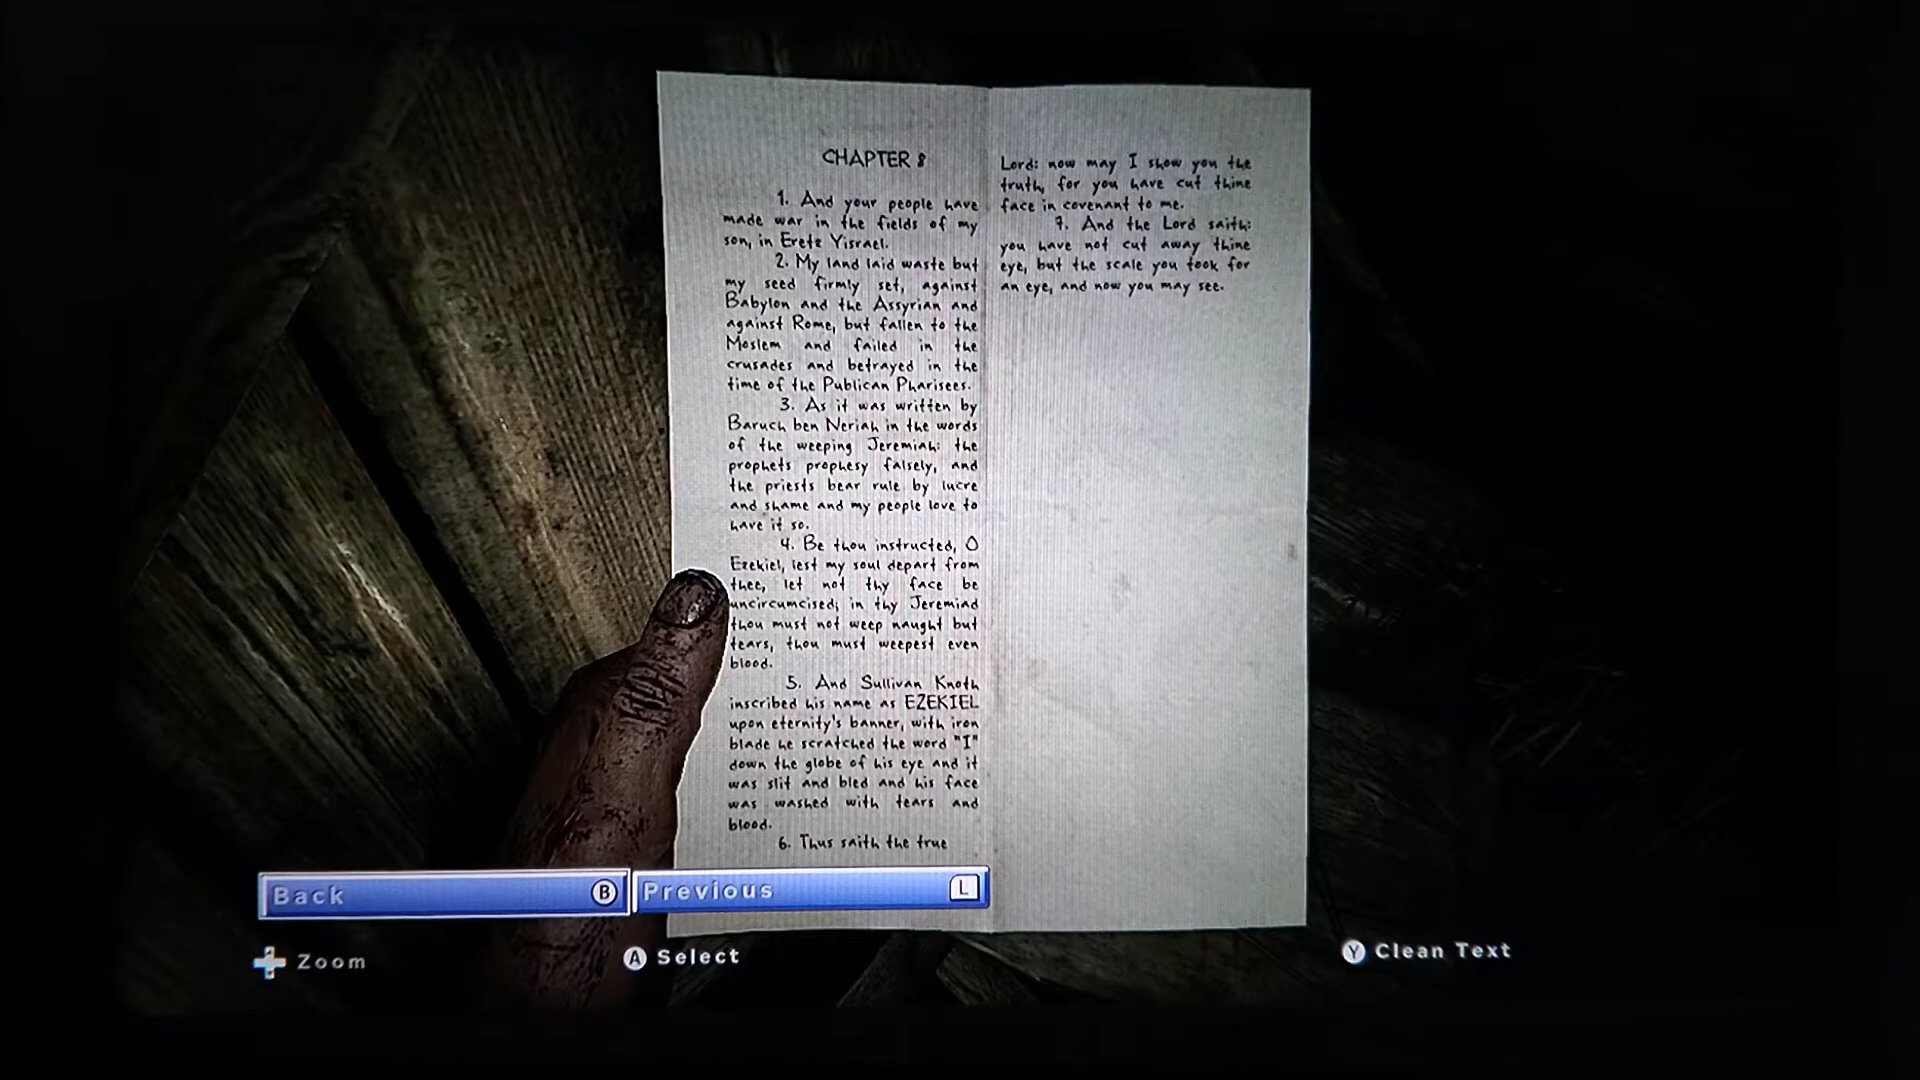 CHAPTER 8
1. And your people have
made war in the fields of my
son, in Eretz Yisrael.
2. My land laid waste but
my seed firmly set, against
Babylon and the Assyrian and
against Rome, but fallen to the
Moslem and failed in the
crusades and betrayed in the
time of the Publican Pharisees.
3. As it was written by
Baruch ben Neriah in the words
of the weeping Jeremiah: the
prophets prophesy falsely, and
the priests bear rule by lucre
and shame and my people love to
have it so.
4. Be thou instructed, O
Ezekiel, lest my soul depart from
thee, let not thy face be
uncircumcised; in thy Jeremiad
thou must not weep naught but
tears, thou must weepest even
blood.
5. And Sullivan Knoth
inscribed his name as EZEKIEL
upon eternity's banner, with iron
blade he scratched the word "I"
down the globe of his eye and it
was slit and bled and his face
was washed with tears and
blood.
6. Thus saith the true
Lord: now may I show you the
truth, for you have cut thine
face in covenant to me.
7. And the Lord saith:
you have not cut away thine
eye, but the scale you took for
an eye, and now you may see.
Back B
Previous L
Zoom
A Select
Y Clean Text